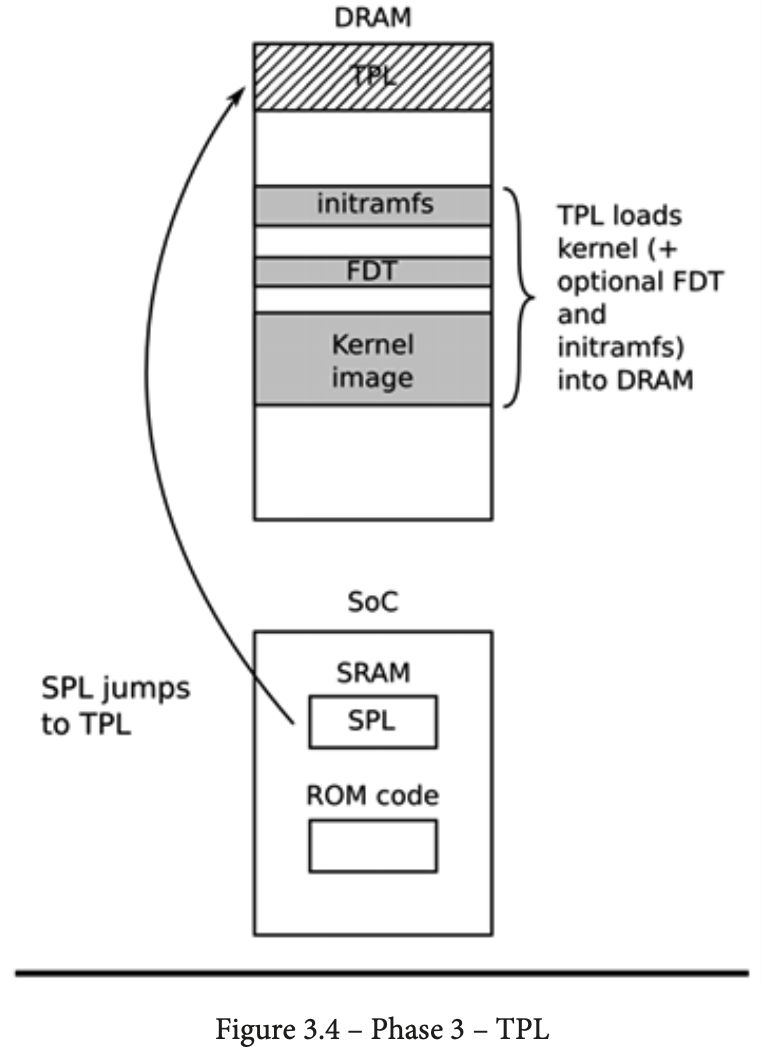 DRAM
TPL
initramfs
FDT
Kernel
image
TPL loads
kernel (+
optional FDT
and
initramfs)
into DRAM
SoC
SRAM
SPL
ROM code
SPL jumps
to TPL
Figure 3.4 – Phase 3 – TPL